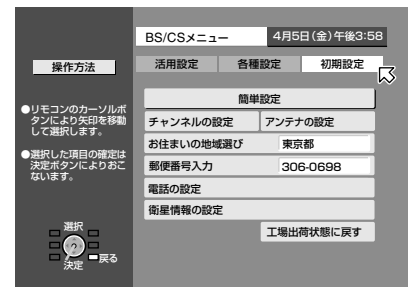 BS/CSメニュー 4月5日(金)午後3:58
操作方法
活用設定 各種設定 初期設定
●リモコンのカーソルボ
タンにより矢印を移動
して選択します。
●選択した項目の確定は
決定ボタンによりおこ
ないます。
簡単設定
チャンネルの設定 アンテナの設定
お住まいの地域選び 東京都
郵便番号入力 306-0698
電話の設定
衛星情報の設定
工場出荷状態に戻す
選択
戻る
決定